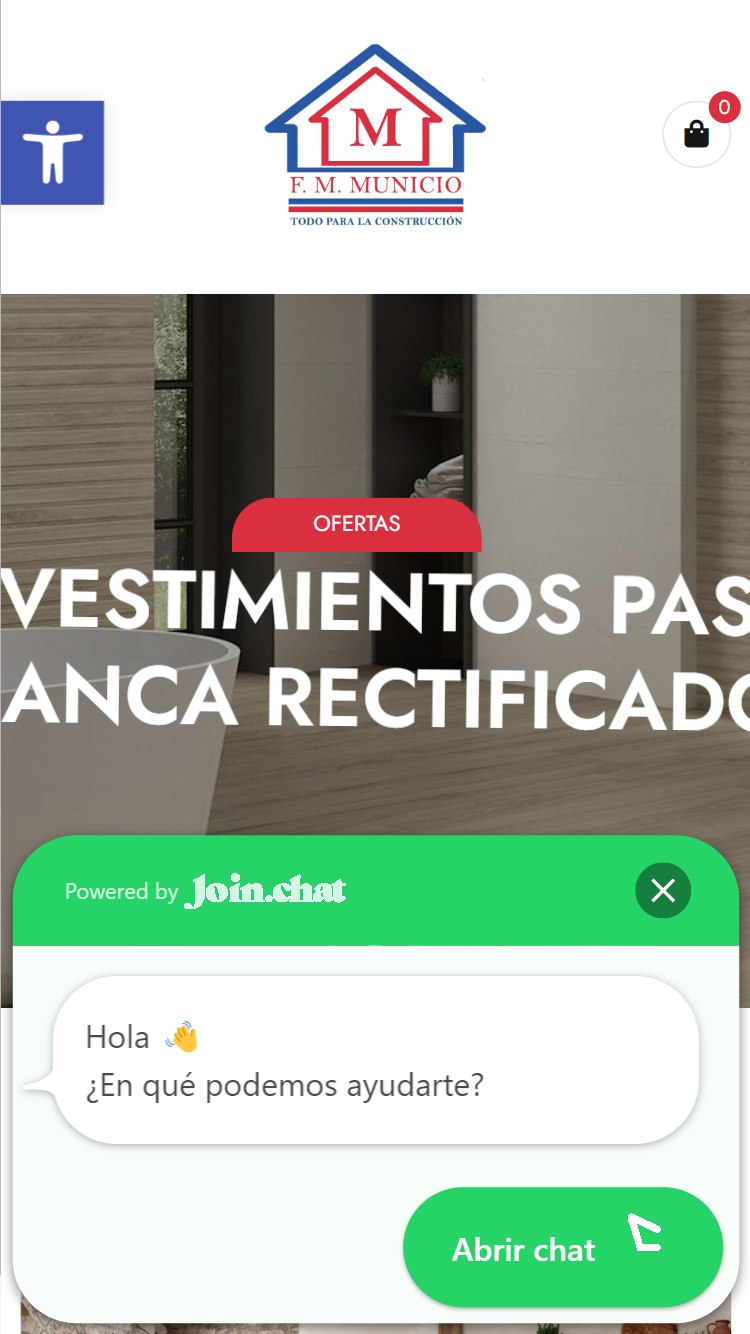 0
M
F. M. MUNICIO
TODO PARA LA CONSTRUCCIÓN
OFERTAS
VESTIMIENTOS PAS
ANCA RECTIFICADO
Powered by Join.chat
Hola 👋
¿En qué podemos ayudarte?
Abrir chat